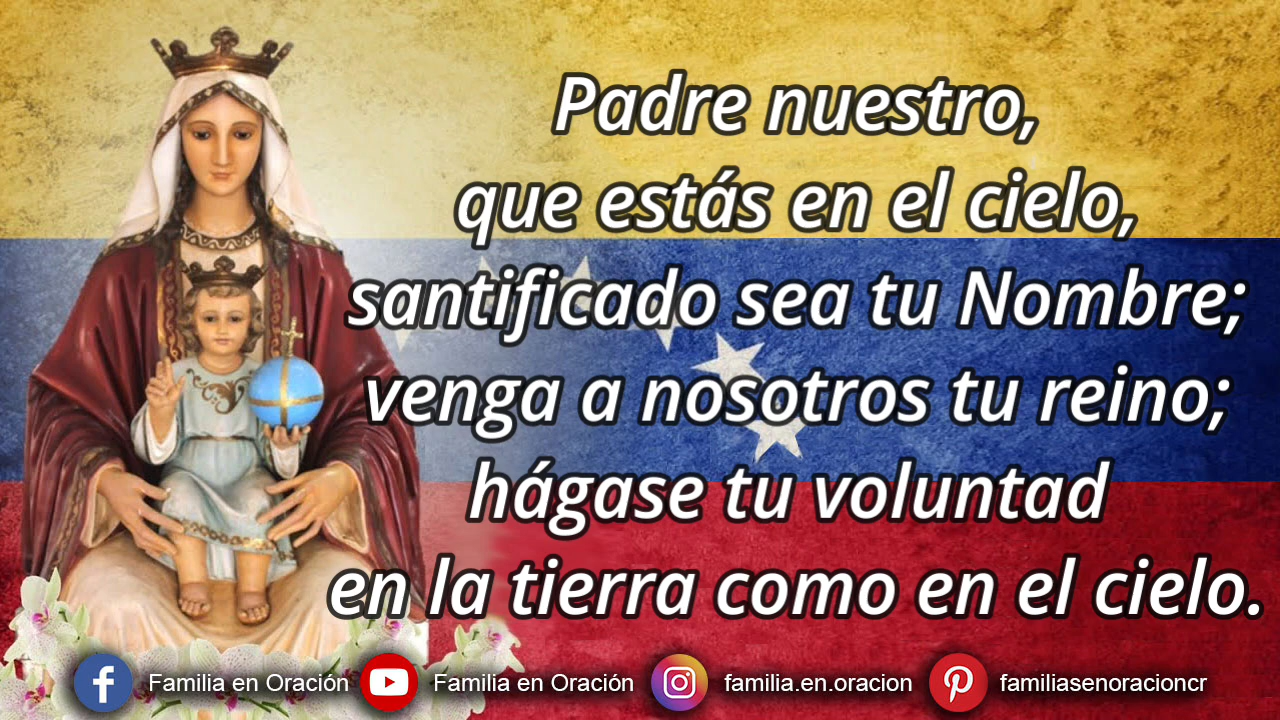 Padre nuestro,
que estás en el cielo,
santificado sea tu Nombre;
venga a nosotros tu reino;
hágase tu voluntad
en la tierra como en el cielo.
Familia en Oración Familia en Oración familia.en.oracion familiasenoracioncr